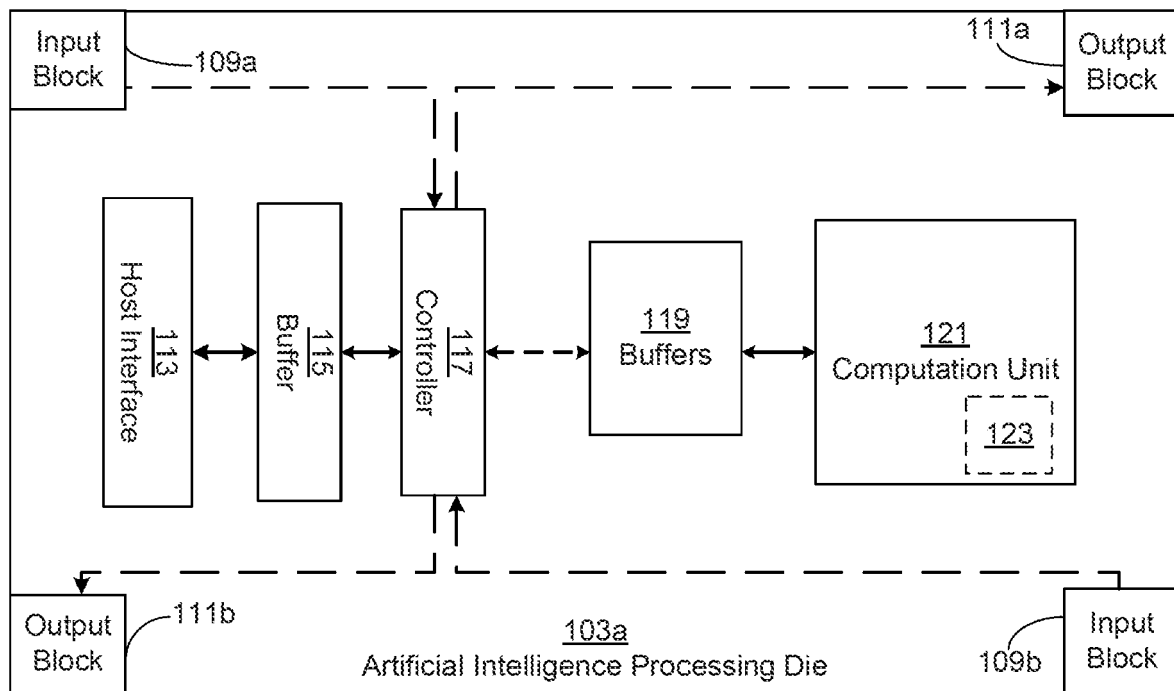 Input
Block
109a
111a
Output
Block
113
Host Interface
115
Buffer
117
Controller
119
Buffers
121
Computation Unit
123
Output
Block
111b
103a
Artificial Intelligence Processing Die
109b
Input
Block